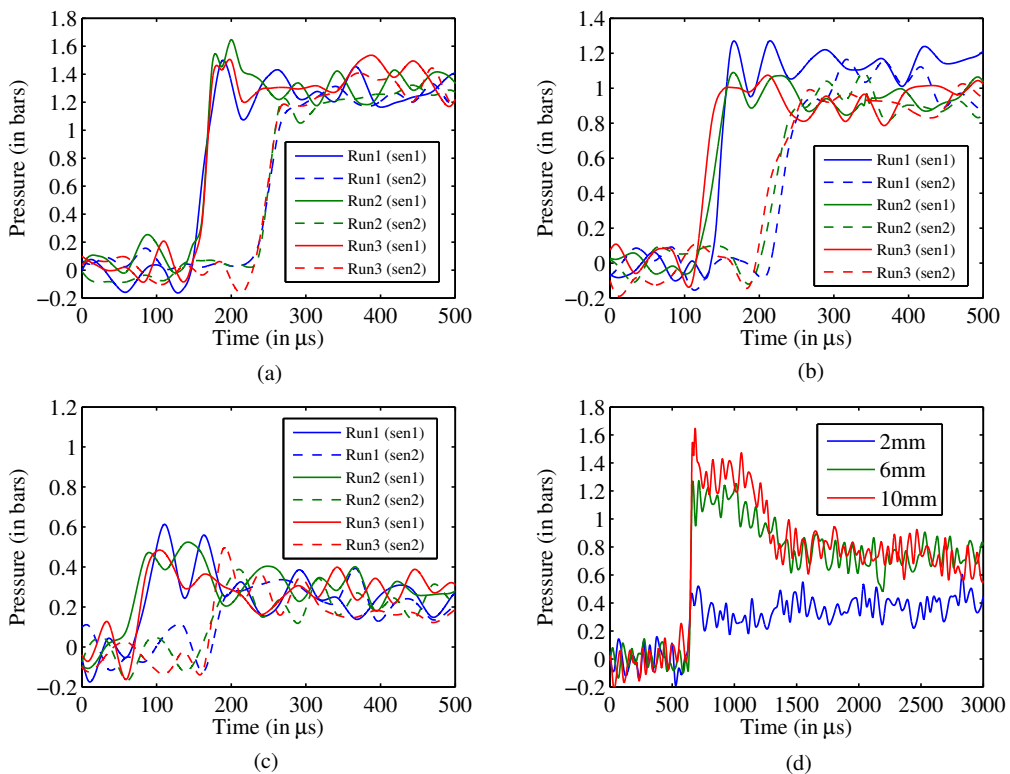 1.8
1.6
1.4
1.2
1
0.8
0.6
0.4
0.2
0
−0.2
Pressure (in bars)
Run1 (sen1)
Run1 (sen2)
Run2 (sen1)
Run2 (sen2)
Run3 (sen1)
Run3 (sen2)
0 100 200 300 400 500
Time (in μs)
(a)
1.4
1.2
1
0.8
0.6
0.4
0.2
0
−0.2
Pressure (in bars)
Run1 (sen1)
Run1 (sen2)
Run2 (sen1)
Run2 (sen2)
Run3 (sen1)
Run3 (sen2)
0 100 200 300 400 500
Time (in μs)
(b)
1.2
1
0.4
0.6
0.2
0
−0.2
Pressure (in bars)
Run1 (sen1)
Run1 (sen2)
Run2 (sen1)
Run2 (sen2)
Run3 (sen1)
Run3 (sen2)
0 100 200 300 400 500
Time (in μs)
(c)
1.8
1.6
1.4
1.2
1
0.8
0.6
0.4
0.2
0
−0.2
Pressure (in bars)
2mm
6mm
10mm
0 500 1000 1500 2000 2500 3000
Time (in μs)
(d)